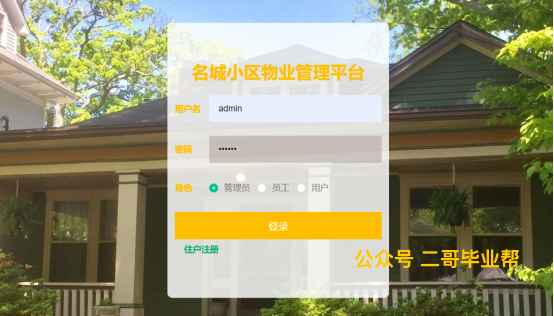 名城小区物业管理平台
用户名 admin
密码 ••••••
角色 管理员 员工 用户
登录
住户注册
公众号 二哥毕业帮